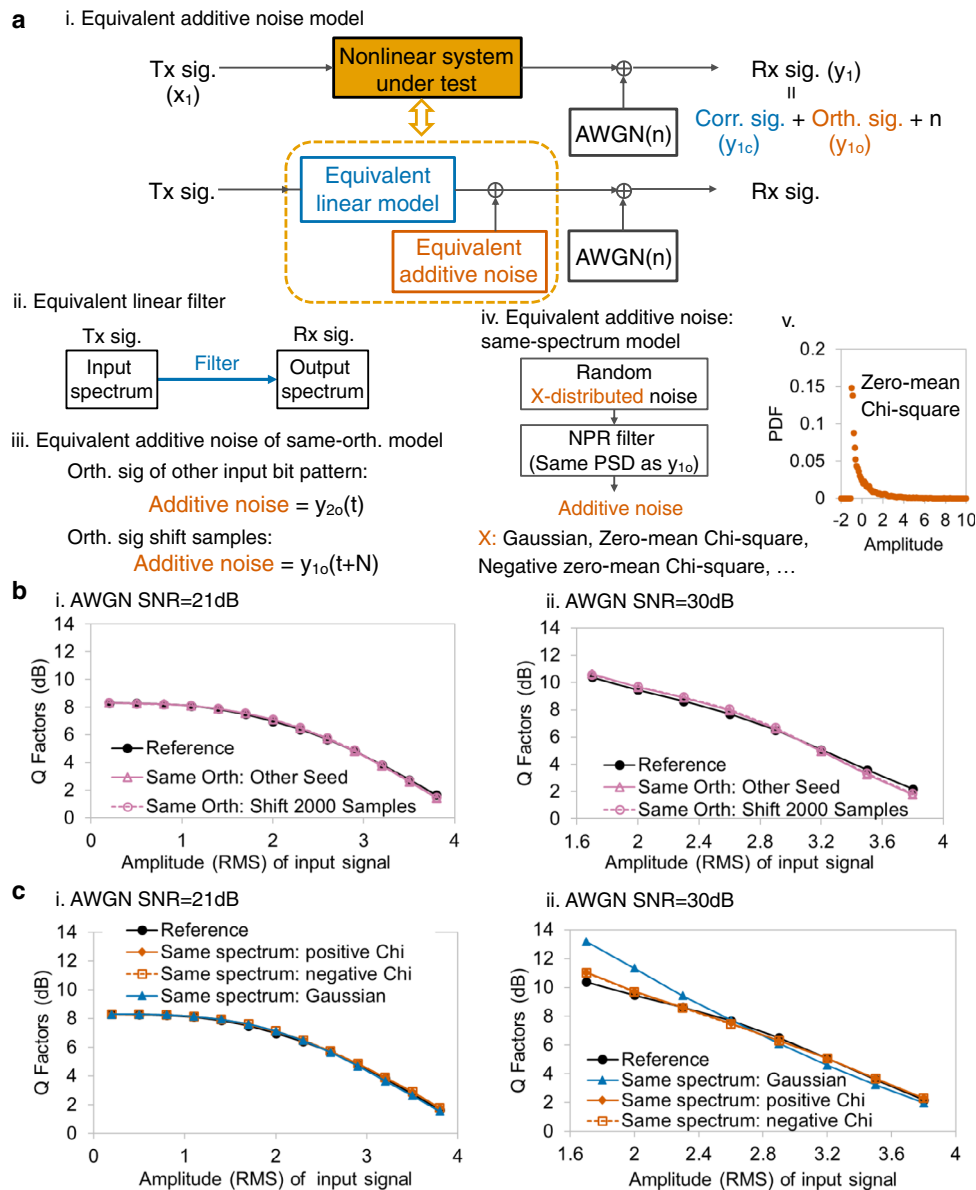 a
i. Equivalent additive noise model
Tx sig.
(x1)
Nonlinear system
under test
Rx sig. (y1)
=
Corr. sig. + Orth. sig. + n
(y1c)
(y1o)
AWGN(n)
Tx sig.
Equivalent
linear model
Rx sig.
Equivalent
additive noise
AWGN(n)
ii. Equivalent linear filter
Tx sig.
Rx sig.
Input
spectrum
Filter
Output
spectrum
iii. Equivalent additive noise of same-orth. model
Orth. sig of other input bit pattern:
Additive noise = y2o(t)
Orth. sig shift samples:
Additive noise = y1o(t+N)
iv. Equivalent additive noise:
same-spectrum model
Random
X-distributed noise
NPR filter
(Same PSD as y1o)
Additive noise
X: Gaussian, Zero-mean Chi-square,
Negative zero-mean Chi-square, …
v.
Zero-mean
Chi-square
PDF
0.2
0.15
0.1
0.05
0
-2 0 2 4 6 8 10
Amplitude
b
i. AWGN SNR=21dB
Q Factors (dB)
14
12
10
8
6
4
2
0
Reference
Same Orth: Other Seed
Same Orth: Shift 2000 Samples
0 1 2 3 4
Amplitude (RMS) of input signal
ii. AWGN SNR=30dB
Q Factors (dB)
14
12
10
8
6
4
2
0
Reference
Same Orth: Other Seed
Same Orth: Shift 2000 Samples
1.6 2 2.4 2.8 3.2 3.6 4
Amplitude (RMS) of input signal
c
i. AWGN SNR=21dB
Q Factors (dB)
14
12
10
8
6
4
2
0
Reference
Same spectrum: positive Chi
Same spectrum: negative Chi
Same spectrum: Gaussian
0 1 2 3 4
Amplitude (RMS) of input signal
ii. AWGN SNR=30dB
Q Factors (dB)
14
12
10
8
6
4
2
0
Reference
Same spectrum: Gaussian
Same spectrum: positive Chi
Same spectrum: negative Chi
1.6 2 2.4 2.8 3.2 3.6 4
Amplitude (RMS) of input signal